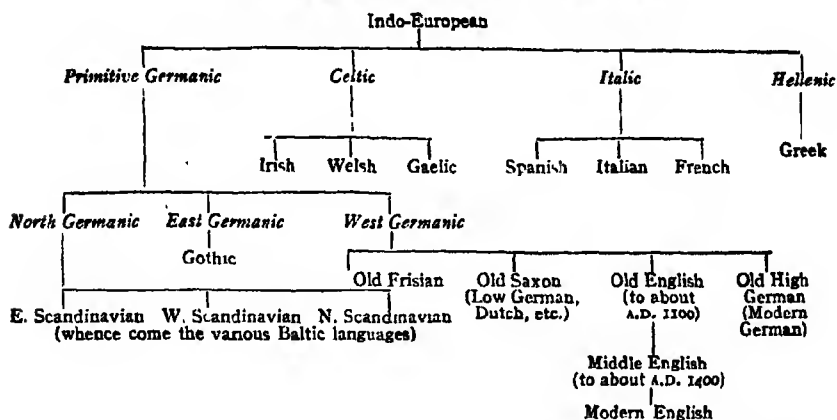 Indo-European
Primitive Germanic Celtic Italic Hellenic
Irish Welsh Gaelic Spanish Italian French Greek
North Germanic East Germanic West Germanic
Gothic
Old Frisian Old Saxon Old English Old High
(Low German, (to about German
Dutch, etc.) A.D. 1100) (Modern
German)
E. Scandinavian W. Scandinavian N. Scandinavian
(whence come the various Baltic languages)
Middle English
(to about A.D. 1400)
Modern English